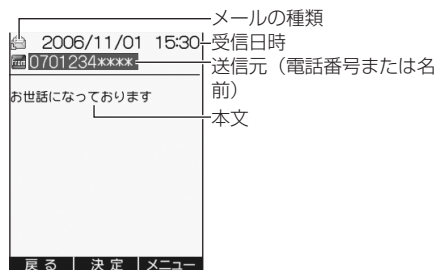 メールの種類
2006/11/01 15:30
受信日時
From 0701234****
送信元（電話番号または名
前）
お世話になっております
本文
戻る 決定 メニュー